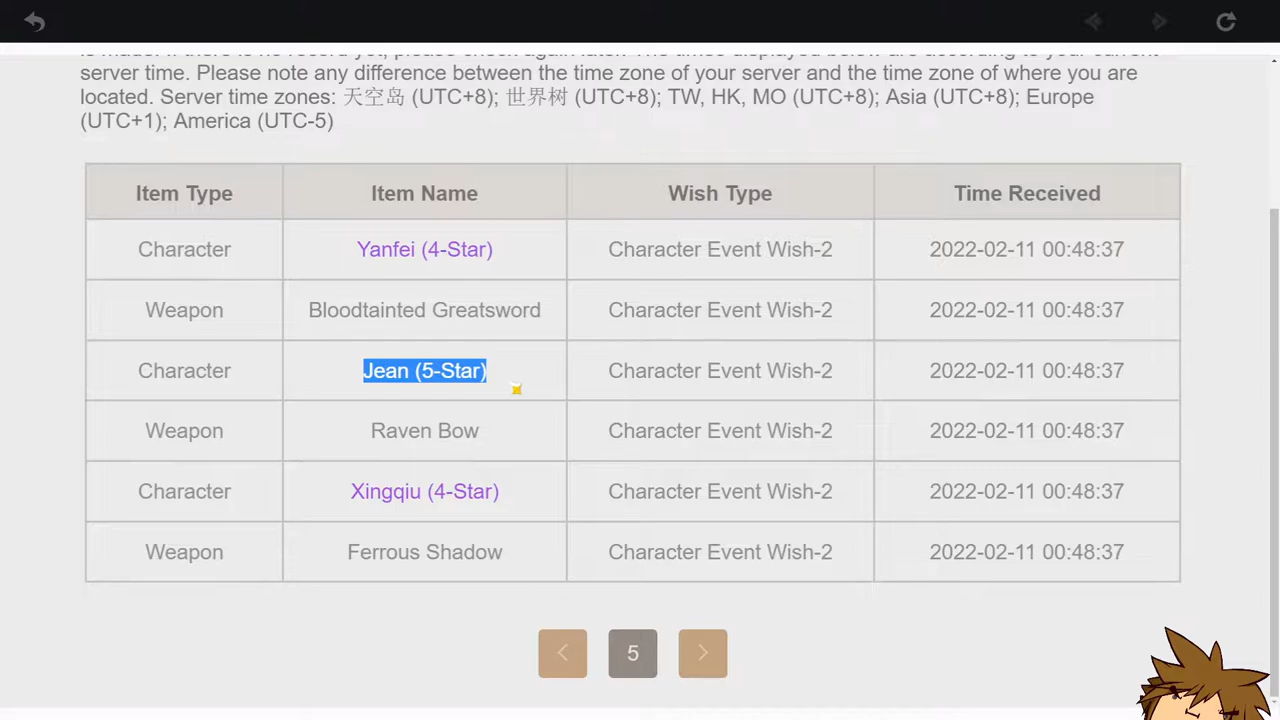 server time. Please note any difference between the time zone of your server and the time zone of where you are
located. Server time zones: 天空岛 (UTC+8); 世界树 (UTC+8); TW, HK, MO (UTC+8); Asia (UTC+8); Europe
(UTC+1); America (UTC-5)
Item Type Item Name Wish Type Time Received
Character Yanfei (4-Star) Character Event Wish-2 2022-02-11 00:48:37
Weapon Bloodtainted Greatsword Character Event Wish-2 2022-02-11 00:48:37
Character Jean (5-Star) Character Event Wish-2 2022-02-11 00:48:37
Weapon Raven Bow Character Event Wish-2 2022-02-11 00:48:37
Character Xingqiu (4-Star) Character Event Wish-2 2022-02-11 00:48:37
Weapon Ferrous Shadow Character Event Wish-2 2022-02-11 00:48:37
5